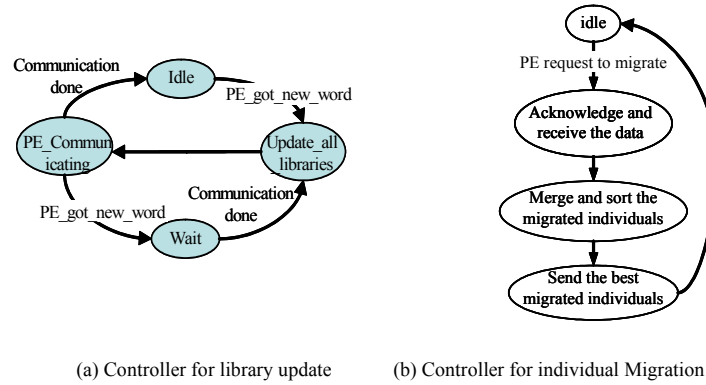 Communication
done
Idle
PE_got_new_word
PE_Commun
icating
Update_all
_libraries
PE_got_new_word
Communication
done
Wait
(a) Controller for library update
idle
PE request to migrate
Acknowledge and
receive the data
Merge and sort the
migrated individuals
Send the best
migrated individuals
(b) Controller for individual Migration